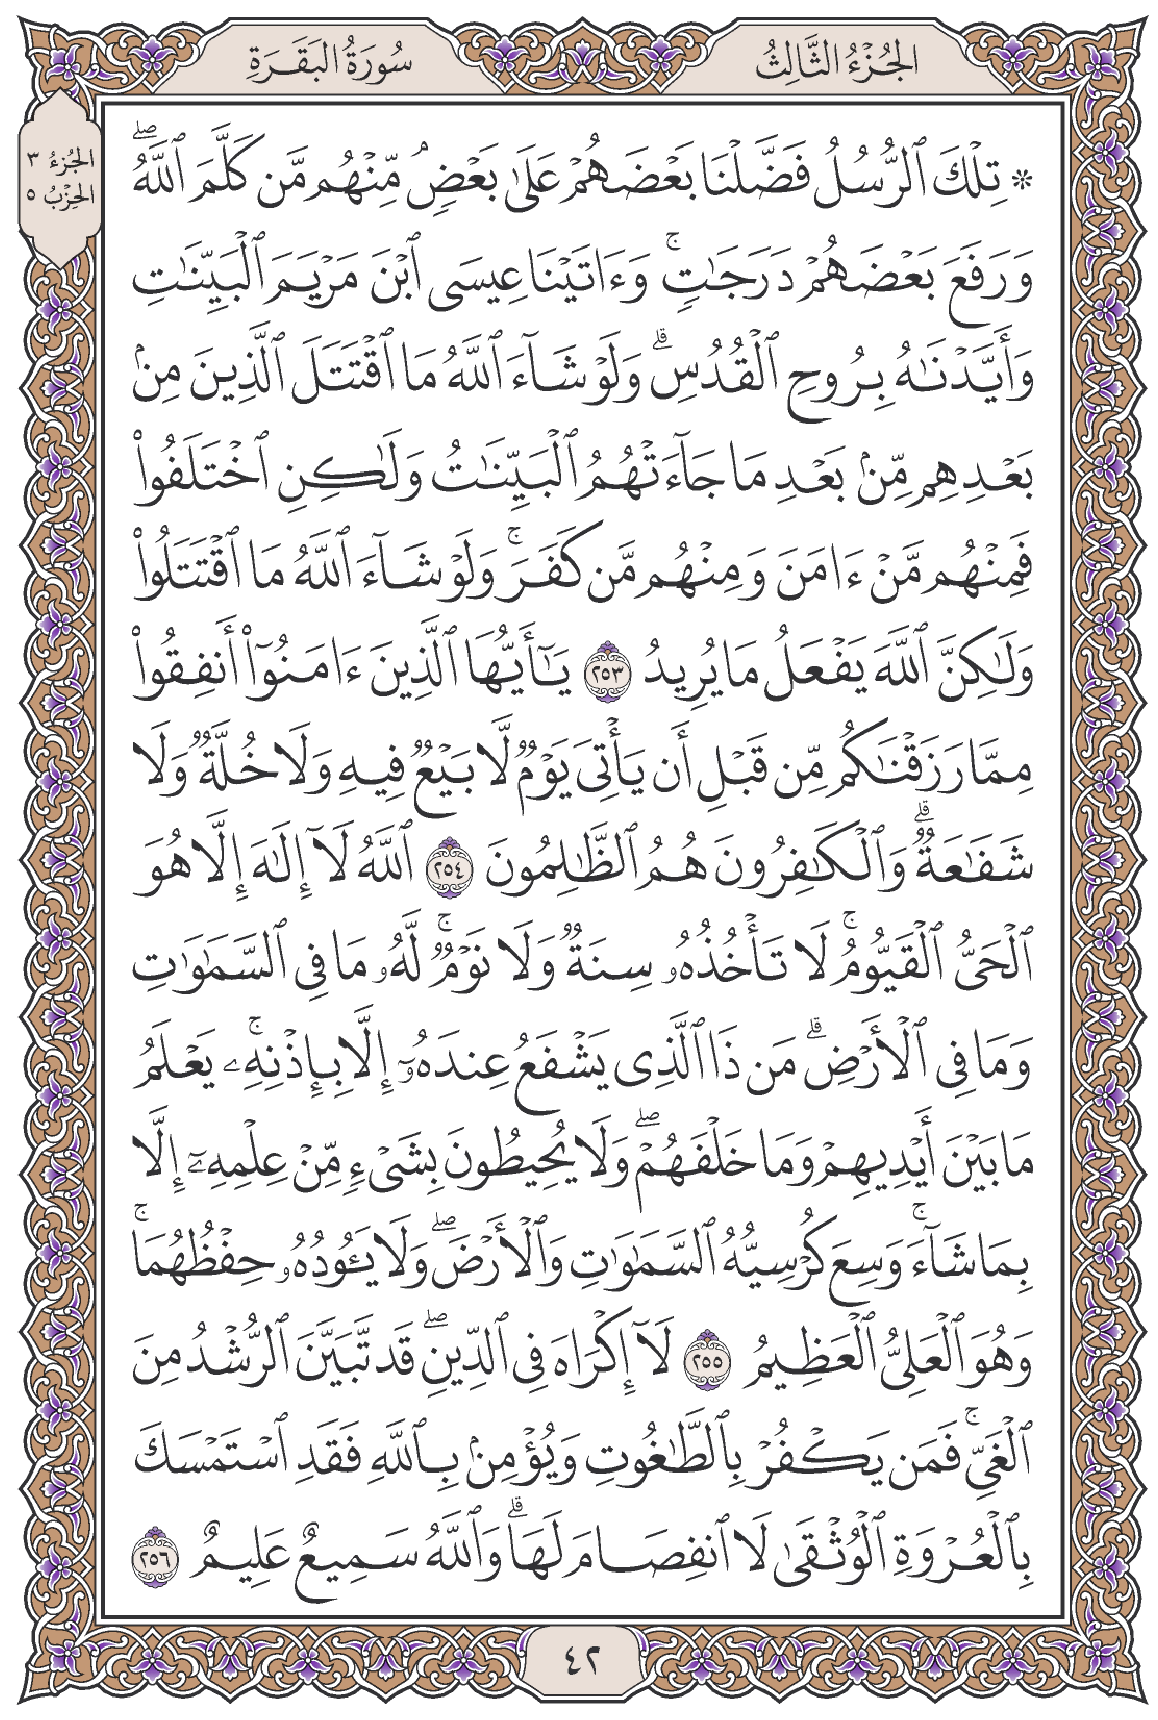 الجُزْءُ الثَّالِثُ
سُورَةُ البَقَرَةِ
الجُزْءُ ٣
الحِزْبُ ٥
۞ تِلْكَ ٱلرُّسُلُ فَضَّلْنَا بَعْضَهُمْ عَلَىٰ بَعْضٍۘ مِّنْهُم مَّن كَلَّمَ ٱللَّهُۖ
وَرَفَعَ بَعْضَهُمْ دَرَجَٰتٍۚ وَءَاتَيْنَا عِيسَى ٱبْنَ مَرْيَمَ ٱلْبَيِّنَٰتِ
وَأَيَّدْنَٰهُ بِرُوحِ ٱلْقُدُسِۗ وَلَوْ شَآءَ ٱللَّهُ مَا ٱقْتَتَلَ ٱلَّذِينَ مِنۢ
بَعْدِهِم مِّنۢ بَعْدِ مَا جَآءَتْهُمُ ٱلْبَيِّنَٰتُ وَلَٰكِنِ ٱخْتَلَفُوا۟
فَمِنْهُم مَّنْ ءَامَنَ وَمِنْهُم مَّن كَفَرَۚ وَلَوْ شَآءَ ٱللَّهُ مَا ٱقْتَتَلُوا۟
وَلَٰكِنَّ ٱللَّهَ يَفْعَلُ مَا يُرِيدُ ٢٥٣ يَٰٓأَيُّهَا ٱلَّذِينَ ءَامَنُوٓا۟ أَنفِقُوا۟
مِمَّا رَزَقْنَٰكُم مِّن قَبْلِ أَن يَأْتِىَ يَوْمٌ لَّا بَيْعٌ فِيهِ وَلَا خُلَّةٌ وَلَا
شَفَٰعَةٌۗ وَٱلْكَٰفِرُونَ هُمُ ٱلظَّٰلِمُونَ ٢٥٤ ٱللَّهُ لَآ إِلَٰهَ إِلَّا هُوَ
ٱلْحَىُّ ٱلْقَيُّومُۚ لَا تَأْخُذُهُۥ سِنَةٌ وَلَا نَوْمٌۚ لَّهُۥ مَا فِى ٱلسَّمَٰوَٰتِ
وَمَا فِى ٱلْأَرْضِۗ مَن ذَا ٱلَّذِى يَشْفَعُ عِندَهُۥٓ إِلَّا بِإِذْنِهِۦۚ يَعْلَمُ
مَا بَيْنَ أَيْدِيهِمْ وَمَا خَلْفَهُمْۖ وَلَا يُحِيطُونَ بِشَىْءٍ مِّنْ عِلْمِهِۦٓ إِلَّا
بِمَا شَآءَۚ وَسِعَ كُرْسِيُّهُ ٱلسَّمَٰوَٰتِ وَٱلْأَرْضَۖ وَلَا يَـُٔودُهُۥ حِفْظُهُمَاۚ
وَهُوَ ٱلْعَلِىُّ ٱلْعَظِيمُ ٢٥٥ لَآ إِكْرَاهَ فِى ٱلدِّينِۖ قَد تَّبَيَّنَ ٱلرُّشْدُ مِنَ
ٱلْغَىِّۚ فَمَن يَكْفُرْ بِٱلطَّٰغُوتِ وَيُؤْمِنۢ بِٱللَّهِ فَقَدِ ٱسْتَمْسَكَ
بِٱلْعُرْوَةِ ٱلْوُثْقَىٰ لَا ٱنفِصَامَ لَهَاۗ وَٱللَّهُ سَمِيعٌ عَلِيمٌ ٢٥٦
٤٢